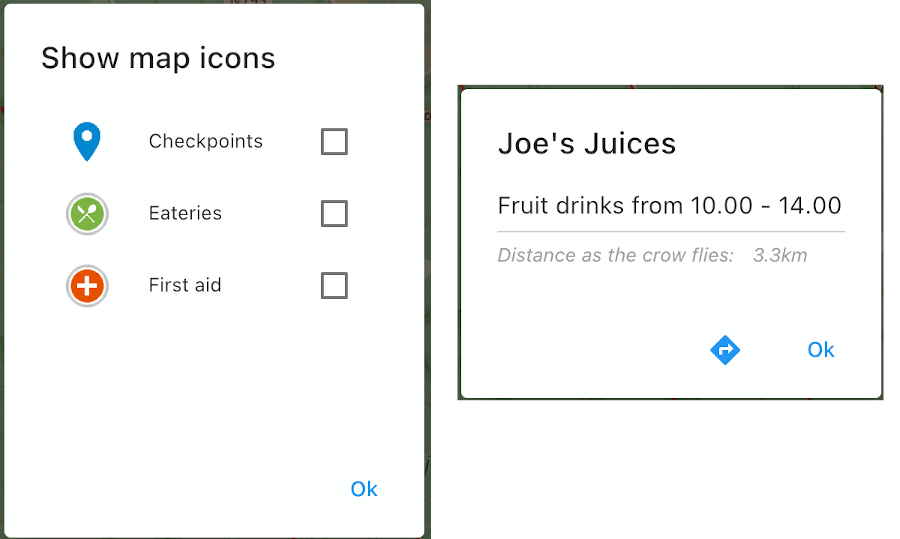 Show map icons
Checkpoints
Eateries
First aid
Ok
Joe's Juices
Fruit drinks from 10.00 - 14.00
Distance as the crow flies: 3.3km
Ok